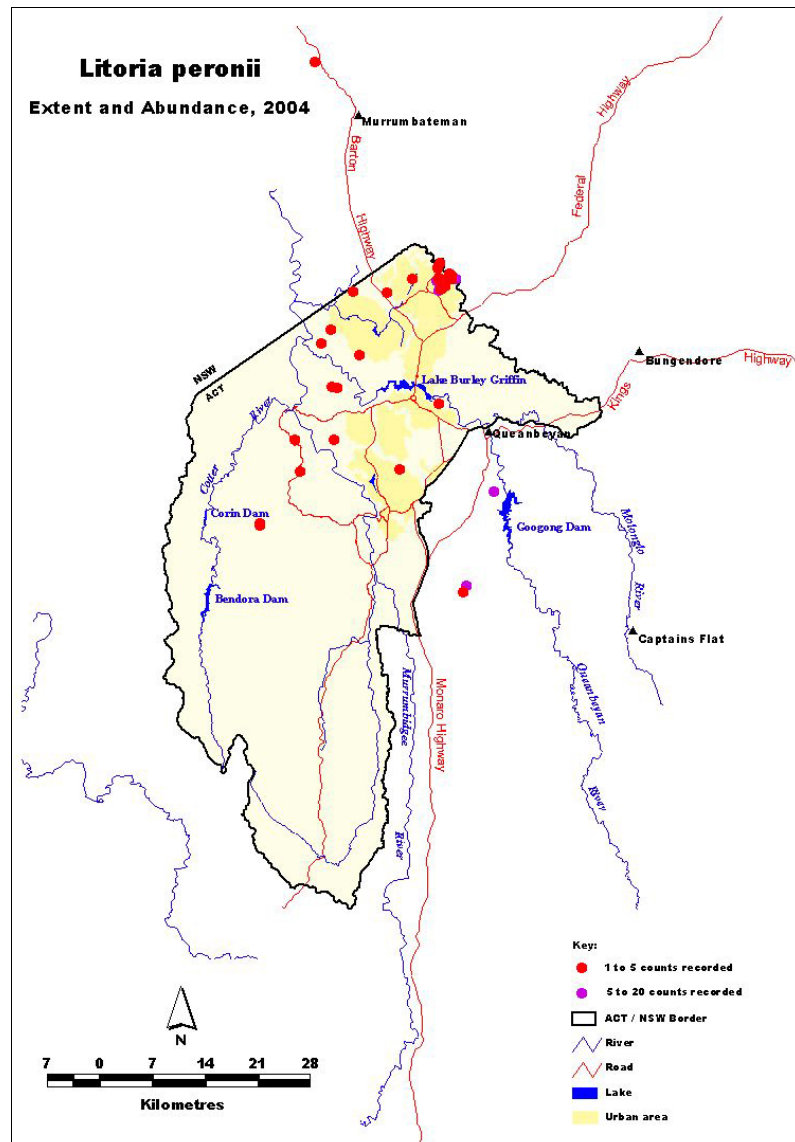 Litoria peronii
Extent and Abundance, 2004
Murrumbateman
Barton
Highway
Federal
Highway
Bungendore
Highway
Kings
NSW
ACT
Lake Burley Griffin
River
Cotter
Queanbeyan
Corin Dam
Googong Dam
Molonglo
River
Bendora Dam
Captains Flat
Murrumbidgee
River
Monaro Highway
Queanbeyan
River
Key:
1 to 5 counts recorded
5 to 20 counts recorded
ACT / NSW Border
River
Road
Lake
Urban area
N
7 0 7 14 21 28
Kilometres